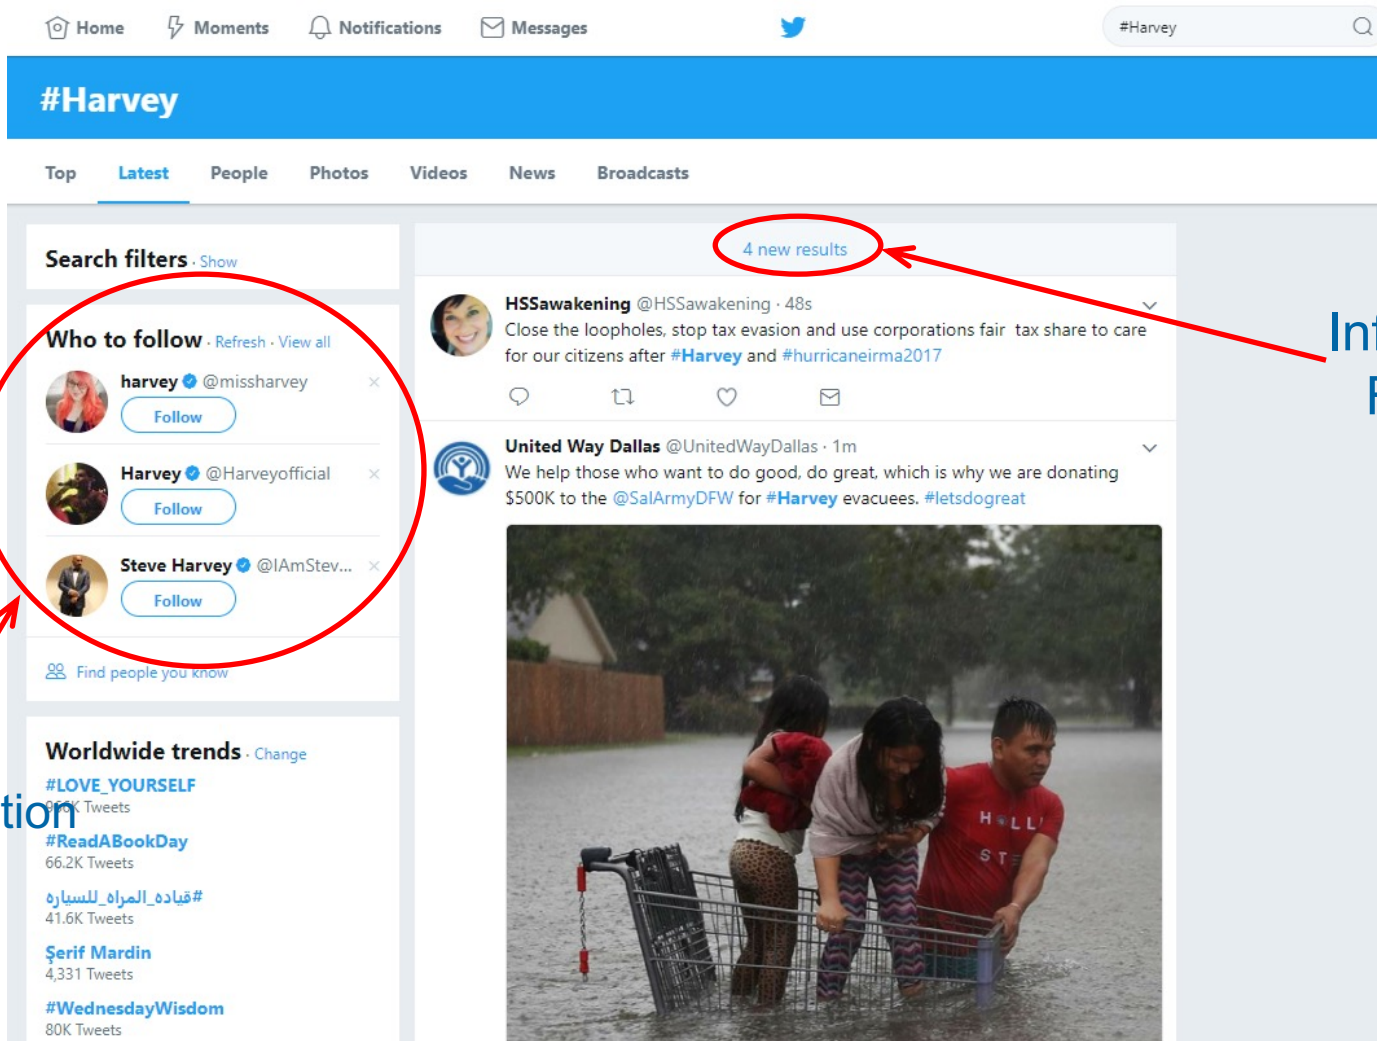 Home Moments Notifications Messages #Harvey
#Harvey
Top Latest People Photos Videos News Broadcasts
Search filters · Show
Who to follow · Refresh · View all
harvey @missharvey
Follow
Harvey @Harveyofficial
Follow
Steve Harvey @IAmStev...
Follow
Find people you know
Worldwide trends · Change
#LOVE_YOURSELF
966K Tweets
#ReadABookDay
66.2K Tweets
#قياده_المراه_للسياره
41.6K Tweets
Şerif Mardin
4,331 Tweets
#WednesdayWisdom
80K Tweets
4 new results
HSSawakening @HSSawakening · 48s
Close the loopholes, stop tax evasion and use corporations fair tax share to care
for our citizens after #Harvey and #hurricaneirma2017
United Way Dallas @UnitedWayDallas · 1m
We help those who want to do good, do great, which is why we are donating
$500K to the @SalArmyDFW for #Harvey evacuees. #letsdogreat
tion